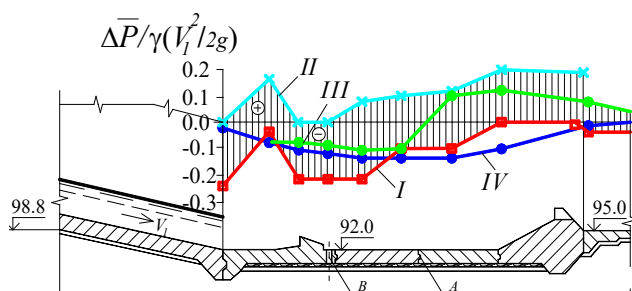 ΔP̅/γ(V₁²/2g)
0.2
II
III
0.1
+
0.0
−
-0.1
-0.2
I
IV
-0.3
98.8
V₁
92.0
95.0
B
A